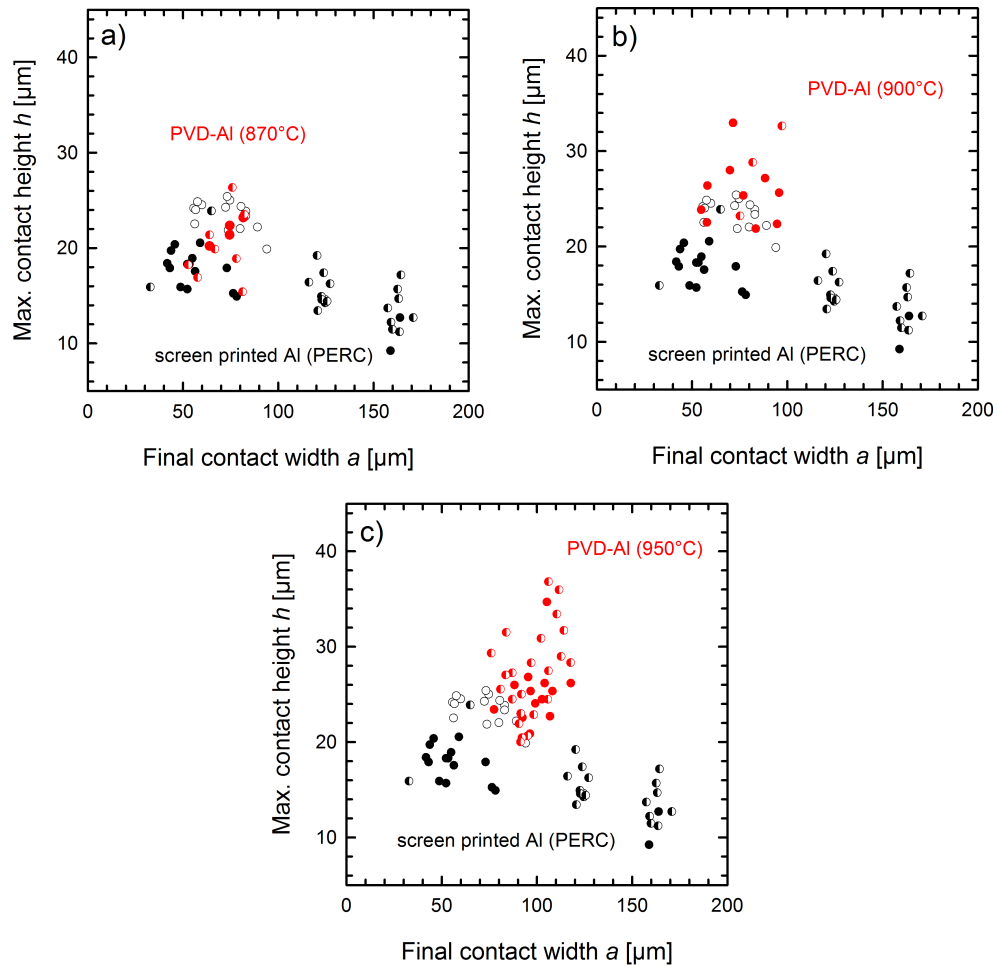 a)
Max. contact height h [µm]
40
30
20
10
PVD-Al (870°C)
screen printed Al (PERC)
0 50 100 150 200
Final contact width a [µm]
b)
Max. contact height h [µm]
40
30
20
10
PVD-Al (900°C)
screen printed Al (PERC)
0 50 100 150 200
Final contact width a [µm]
c)
Max. contact height h [µm]
40
30
20
10
PVD-Al (950°C)
screen printed Al (PERC)
0 50 100 150 200
Final contact width a [µm]